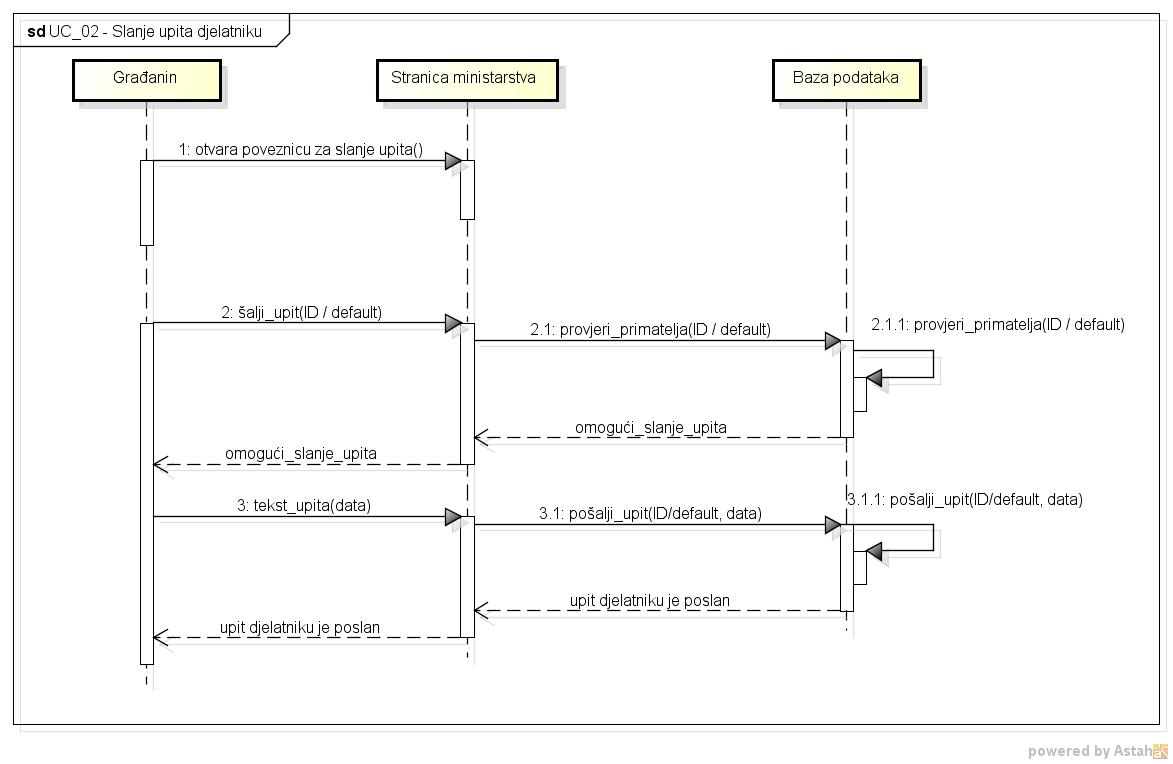 sd UC_02 - Slanje upita djelatniku
Građanin
Stranica ministarstva
Baza podataka
1: otvara poveznicu za slanje upita()
2: šalji_upit(ID / default)
2.1: provjeri_primatelja(ID / default)
2.1.1: provjeri_primatelja(ID / default)
omogući_slanje_upita
omogući_slanje_upita
3: tekst_upita(data)
3.1: pošalji_upit(ID/default, data)
3.1.1: pošalji_upit(ID/default, data)
upit djelatniku je poslan
upit djelatniku je poslan
powered by Astah